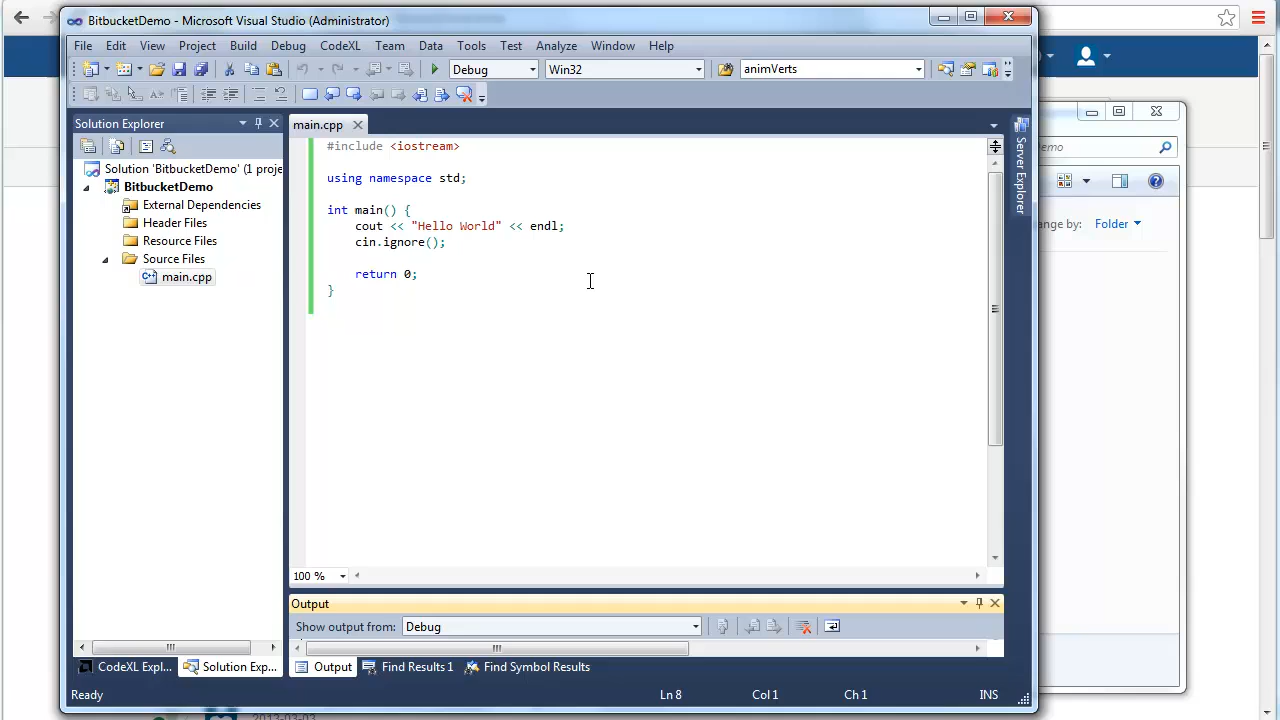 BitbucketDemo - Microsoft Visual Studio (Administrator)
File Edit View Project Build Debug CodeXL Team Data Tools Test Analyze Window Help
Debug Win32 animVerts
Solution Explorer
main.cpp
Solution 'BitbucketDemo' (1 proje
BitbucketDemo
External Dependencies
Header Files
Resource Files
Source Files
main.cpp
#include <iostream>
using namespace std;
int main() {
cout << "Hello World" << endl;
cin.ignore();
return 0;
}
Server Explorer
emo
ange by: Folder
100 %
Output
Show output from: Debug
CodeXL Expl... Solution Exp...
Output Find Results 1 Find Symbol Results
Ready Ln 8 Col 1 Ch 1 INS
2013-03-03